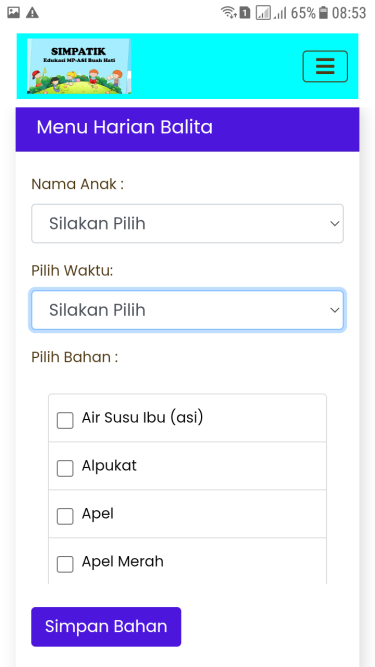 65% 08:53
SIMPATIK
Edukasi MP-ASI Buah Hati
Menu Harian Balita
Nama Anak :
Silakan Pilih
Pilih Waktu:
Silakan Pilih
Pilih Bahan :
Air Susu Ibu (asi)
Alpukat
Apel
Apel Merah
Simpan Bahan